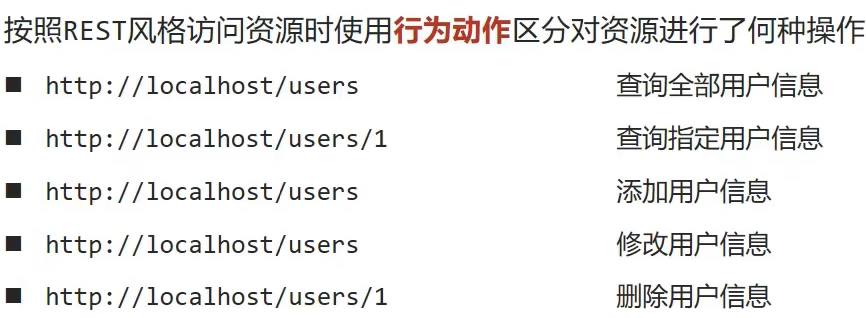 按照REST风格访问资源时使用行为动作区分对资源进行了何种操作
■ http://localhost/users 查询全部用户信息
■ http://localhost/users/1 查询指定用户信息
■ http://localhost/users 添加用户信息
■ http://localhost/users 修改用户信息
■ http://localhost/users/1 删除用户信息